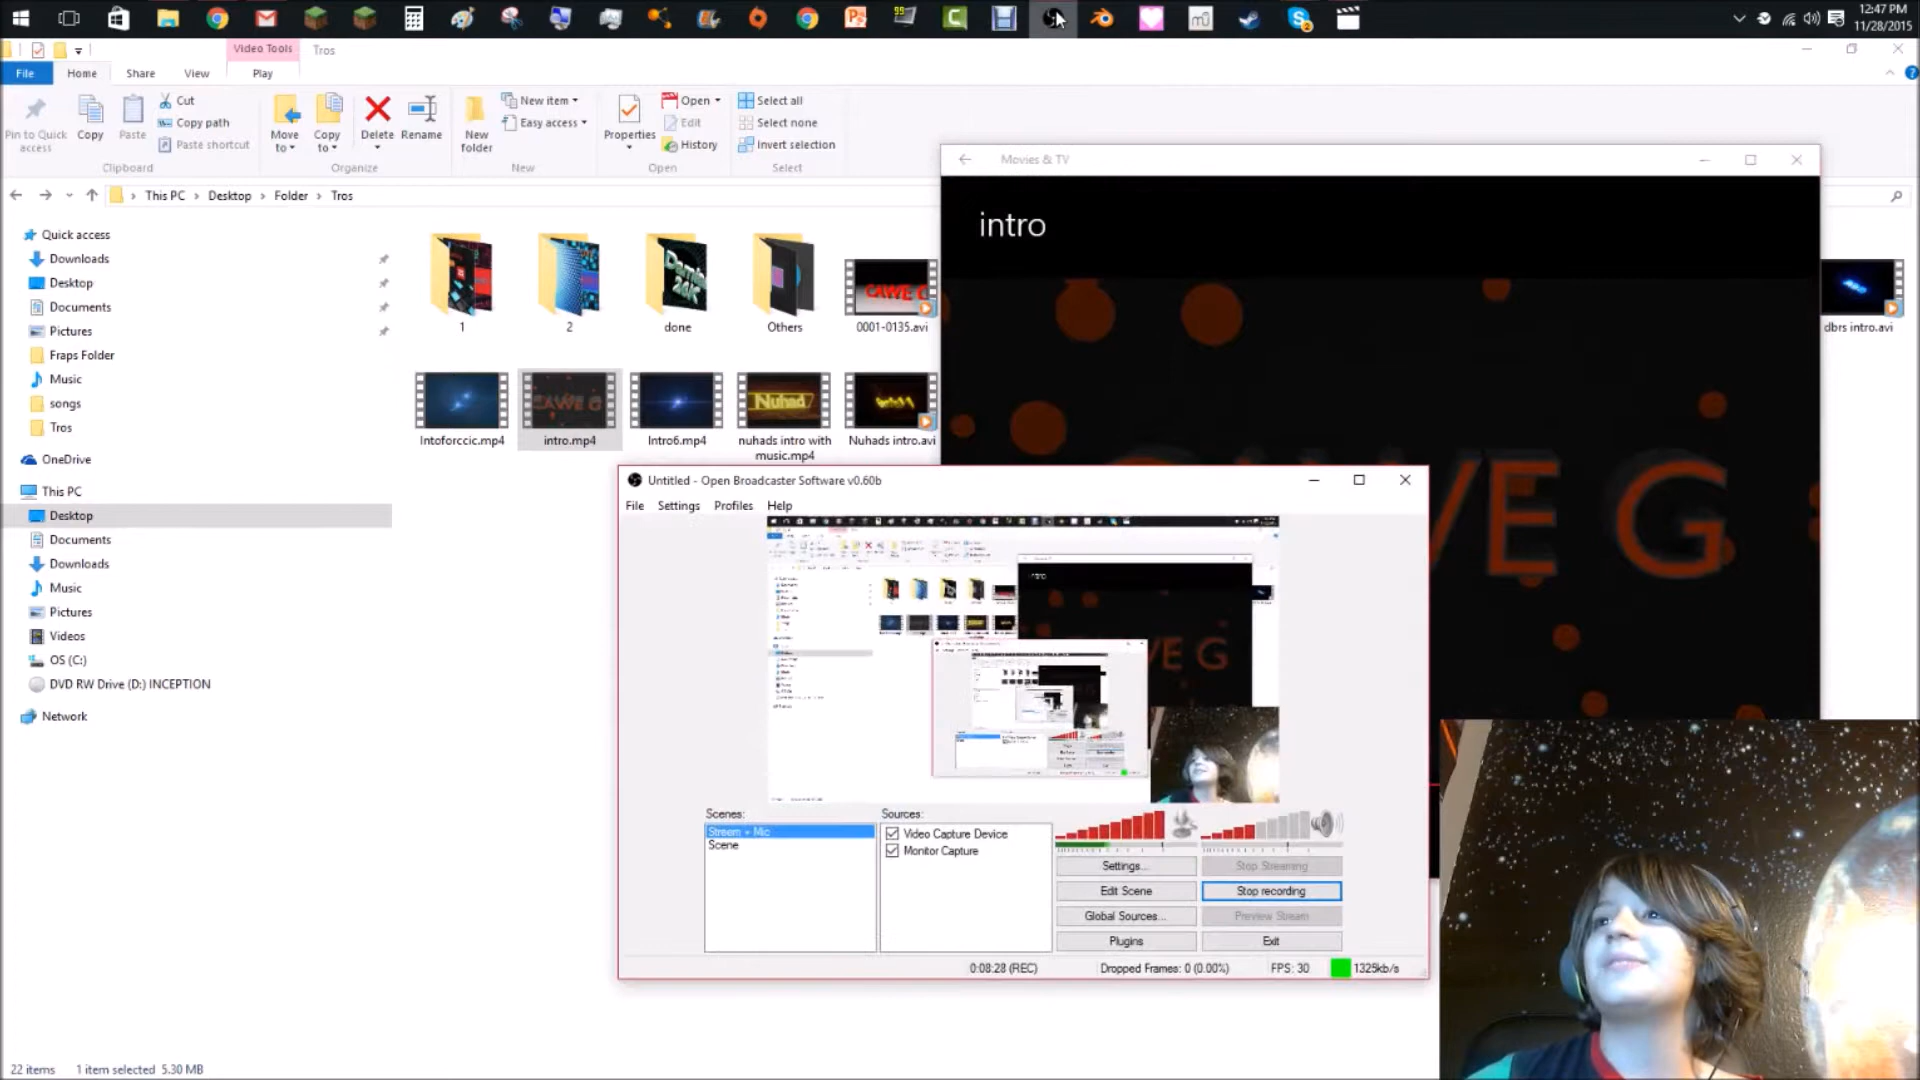 12:47 PM
11/28/2015
Video Tools
Tros
File
Home
Share
View
Play
Pin to Quick access
Copy
Paste
Cut
Copy path
Paste shortcut
Clipboard
Move to
Copy to
Delete
Rename
Organize
New folder
New item
Easy access
New
Properties
Open
Edit
History
Open
Select all
Select none
Invert selection
Select
This PC
Desktop
Folder
Tros
Quick access
Downloads
Desktop
Documents
Pictures
Fraps Folder
Music
songs
Tros
OneDrive
This PC
Desktop
Documents
Downloads
Music
Pictures
Videos
OS (C:)
DVD RW Drive (D:) INCEPTION
Network
1
2
done
Others
0001-0135.avi
dbrs intro.avi
Intoforccic.mp4
intro.mp4
Intro6.mp4
Nuhad
nuhads intro with
music.mp4
Nuhads intro.avi
Movies & TV
intro
WE G
Untitled - Open Broadcaster Software v0.60b
File Settings Profiles Help
Scenes:
Streem + Mic
Scene
Sources:
Video Capture Device
Monitor Capture
Settings...
Stop Streaming
Edit Scene
Stop recording
Global Sources...
Preview Stream
Plugins
Exit
0:08:28 (REC)
Dropped Frames: 0 (0.00%)
FPS: 30
1325kb/s
22 items
1 item selected 5.30 MB